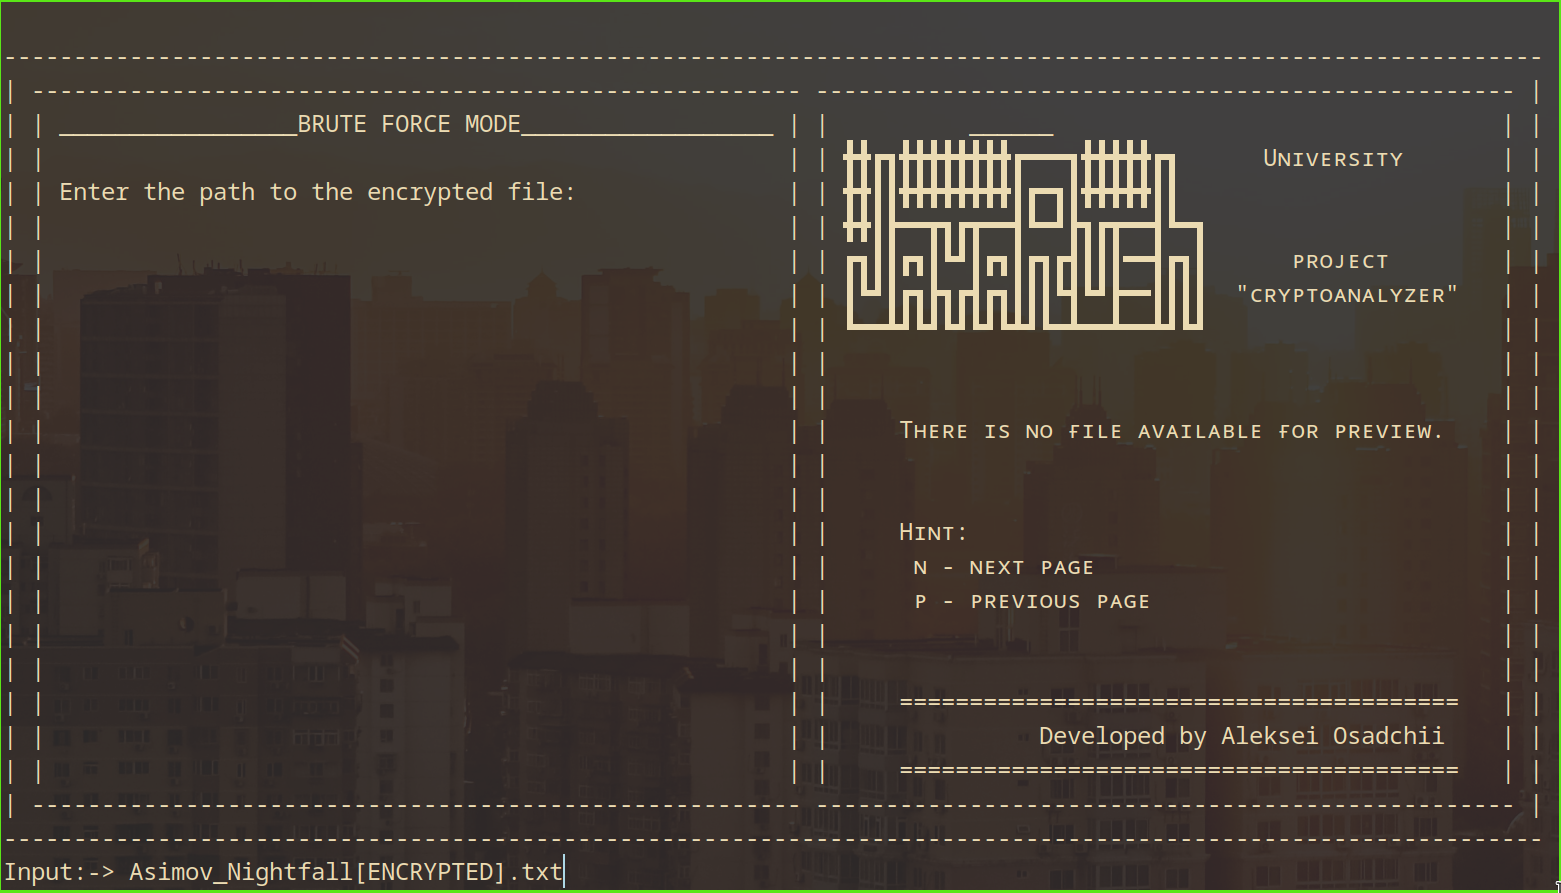 BRUTE FORCE MODE
Enter the path to the encrypted file:
University
project
"cryptoanalyzer"
There is no file available for preview.
Hint:
n - next page
p - previous page
========================================
Developed by Aleksei Osadchii
========================================
Input:-> Asimov_Nightfall[ENCRYPTED].txt